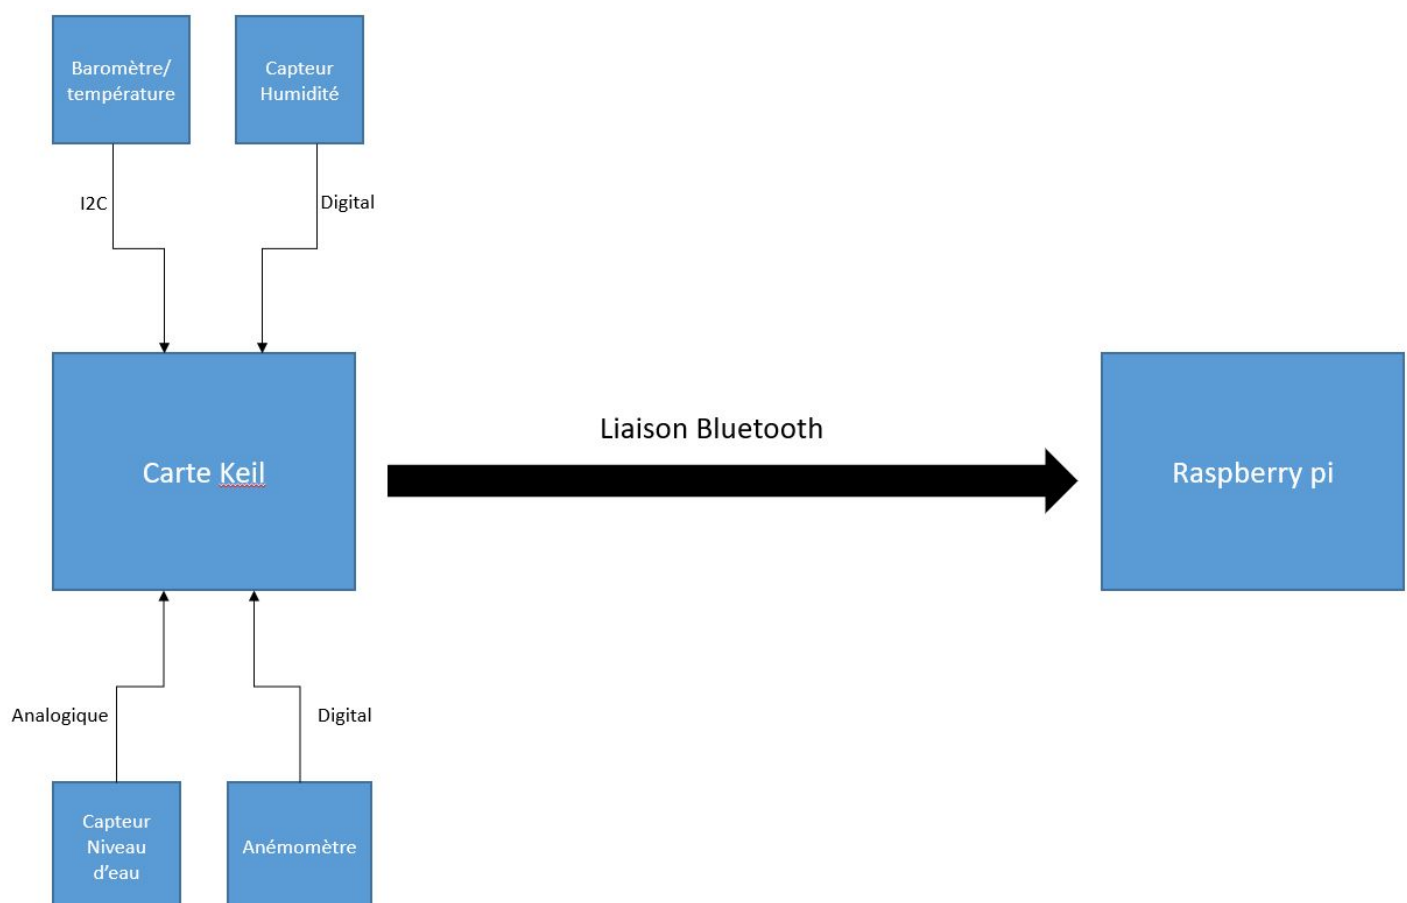 Baromètre/
température
Capteur
Humidité
I2C
Digital
Liaison Bluetooth
Carte Keil
Raspberry pi
Analogique
Digital
Capteur
Niveau
d’eau
Anémomètre